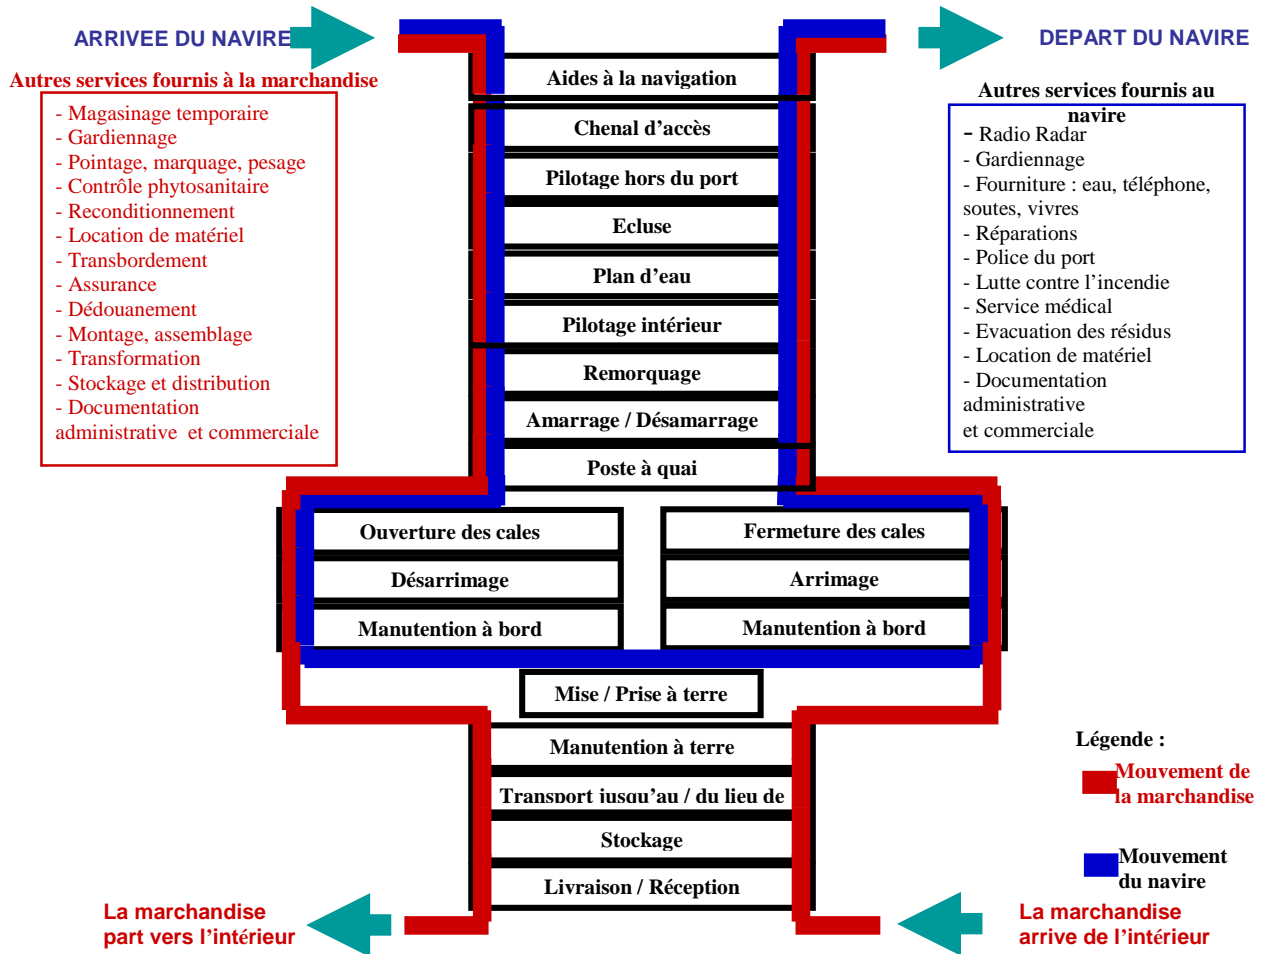 ARRIVEE DU NAVIRE
DEPART DU NAVIRE
Autres services fournis à la marchandise
- Magasinage temporaire
- Gardiennage
- Pointage, marquage, pesage
- Contrôle phytosanitaire
- Reconditionnement
- Location de matériel
- Transbordement
- Assurance
- Dédouanement
- Montage, assemblage
- Transformation
- Stockage et distribution
- Documentation
administrative et commerciale
Aides à la navigation
Chenal d’accès
Pilotage hors du port
Ecluse
Plan d’eau
Pilotage intérieur
Remorquage
Amarrage / Désamarrage
Poste à quai
Autres services fournis au
navire
- Radio Radar
- Gardiennage
- Fourniture : eau, téléphone,
soutes, vivres
- Réparations
- Police du port
- Lutte contre l’incendie
- Service médical
- Evacuation des résidus
- Location de matériel
- Documentation
administrative
et commerciale
Ouverture des cales
Désarrimage
Manutention à bord
Fermeture des cales
Arrimage
Manutention à bord
Mise / Prise à terre
Manutention à terre
Transport jusqu’au / du lieu de
Stockage
Livraison / Réception
Légende :
Mouvement de
la marchandise
Mouvement
du navire
La marchandise
part vers l’intérieur
La marchandise
arrive de l’intérieur